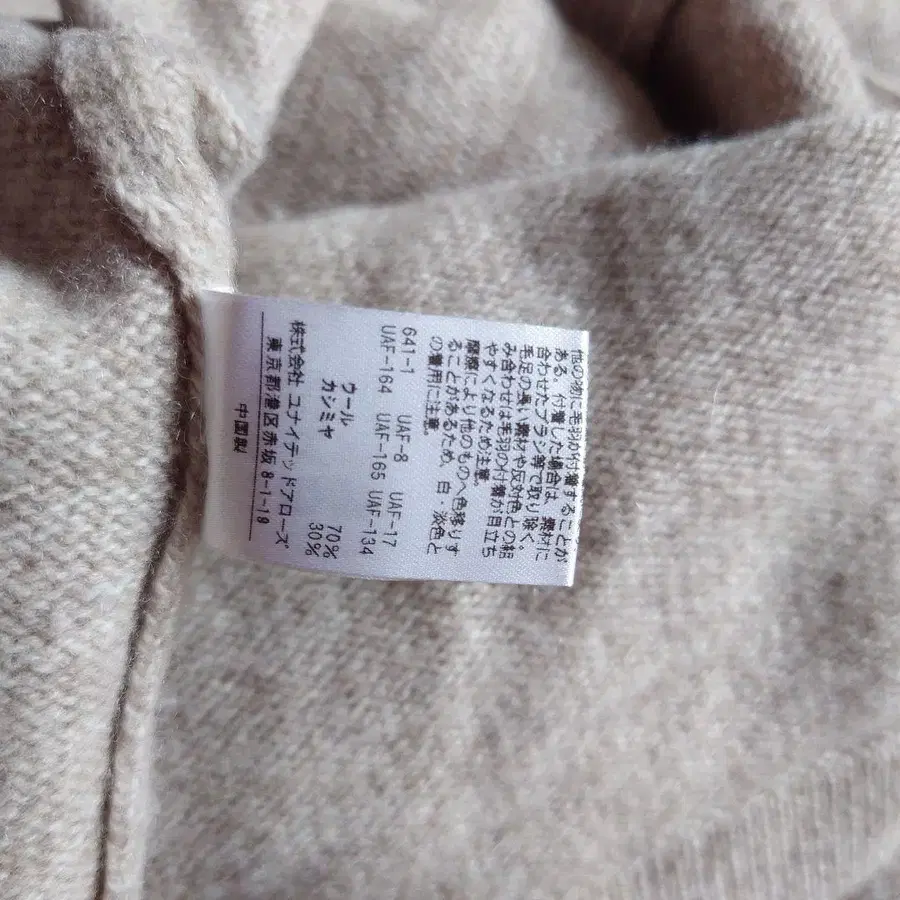 他の物に毛羽が付着することが
ある。付着した場合は、素材に
合わせたブラシ等で取り除く。
毛足の長い素材や反対色との組
み合わせは毛羽の付着が目立ち
やすくなるため注意。
摩擦により他のものへ色移りす
ることがあるため、白・淡色と
の着用に注意。
641-1 UAF-8 UAF-17
UAF-164 UAF-165 UAF-134
ウール 70%
カシミヤ 30%
株式会社 ユナイテッドアローズ
東京都港区赤坂 8-1-19
中国製